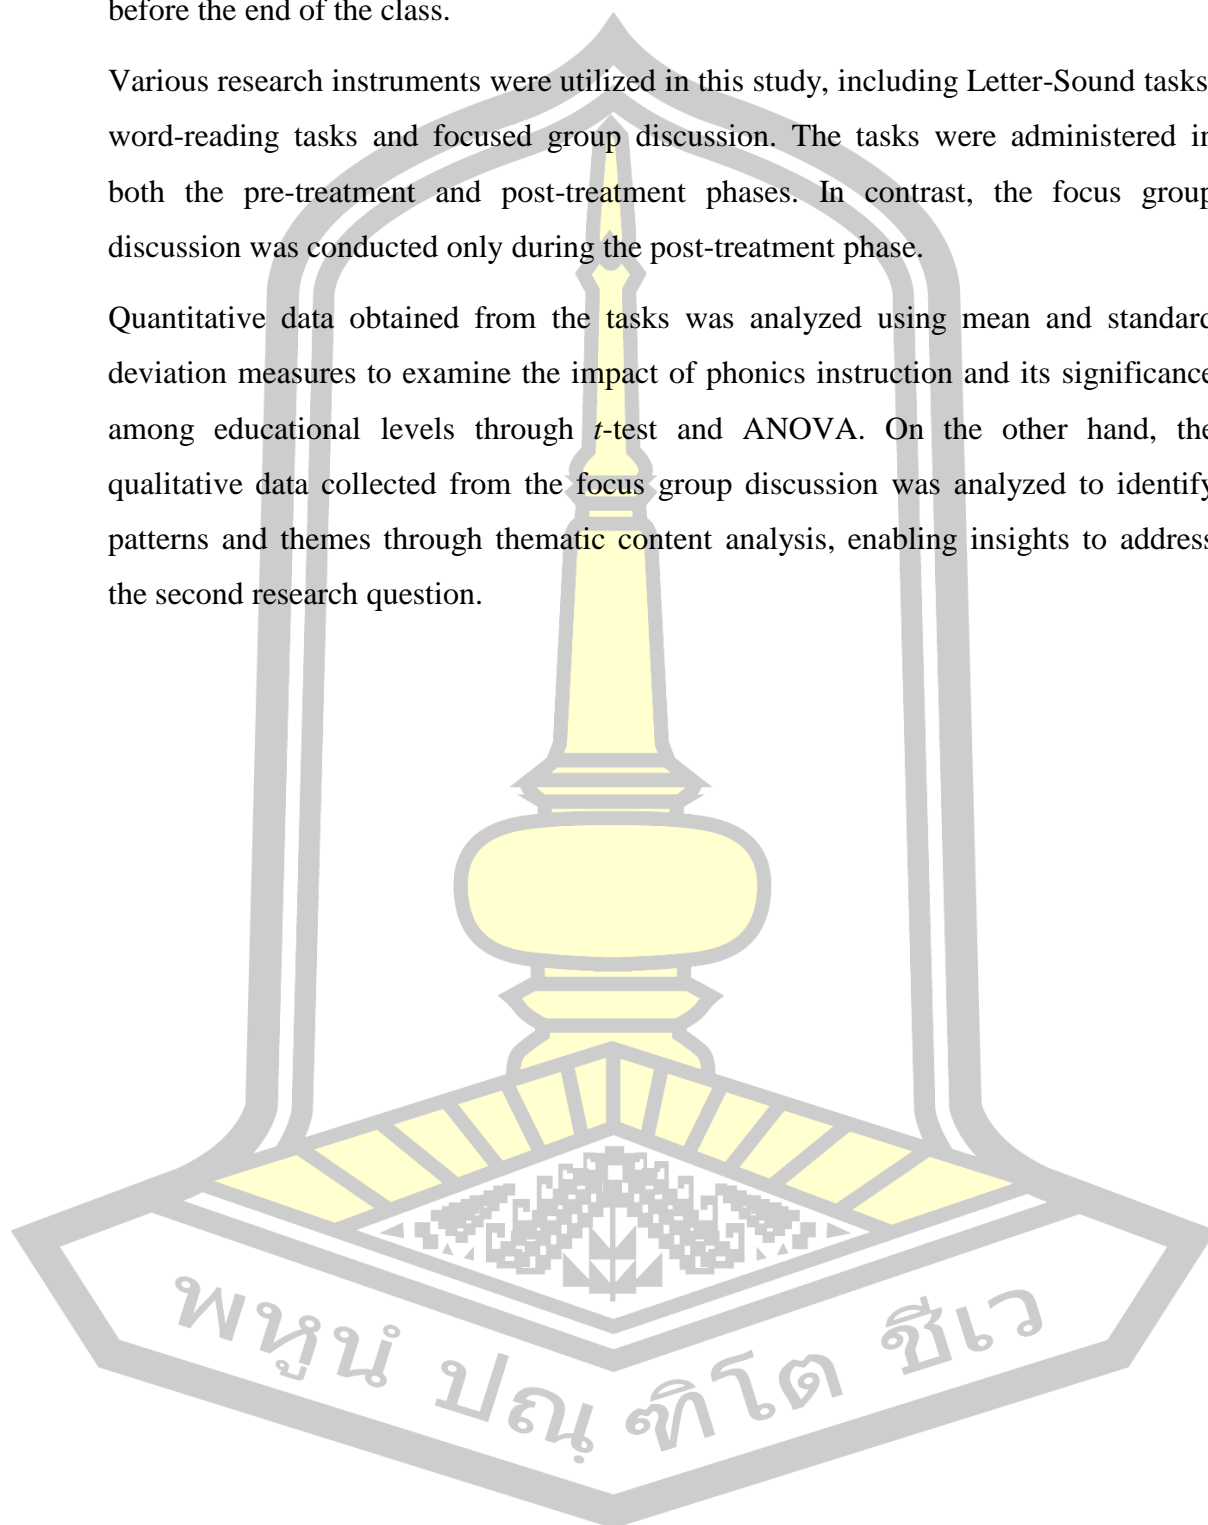 before the end of the class.
Various research instruments were utilized in this study, including Letter-Sound tasks
word-reading tasks and focused group discussion. The tasks were administered in
both the pre-treatment and post-treatment phases. In contrast, the focus group
discussion was conducted only during the post-treatment phase.
Quantitative data obtained from the tasks was analyzed using mean and standard
deviation measures to examine the impact of phonics instruction and its significance
among educational levels through t-test and ANOVA. On the other hand, the
qualitative data collected from the focus group discussion was analyzed to identify
patterns and themes through thematic content analysis, enabling insights to address
the second research question.
พหูนํ ปณฺฑิโต ชีเว